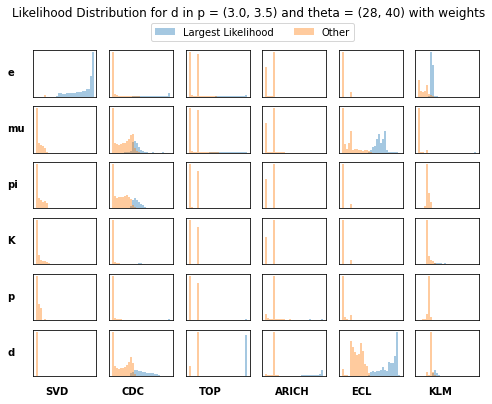 Likelihood Distribution for d in p = (3.0, 3.5) and theta = (28, 40) with weights
Largest Likelihood Other
e
mu
pi
K
p
d
SVD CDC TOP ARICH ECL KLM